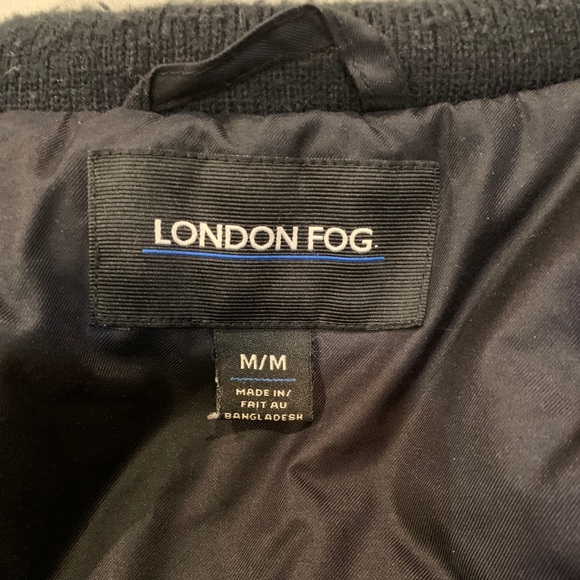 LONDON FOG
M/M
MADE IN/
FAIT AU
BANGLADESH